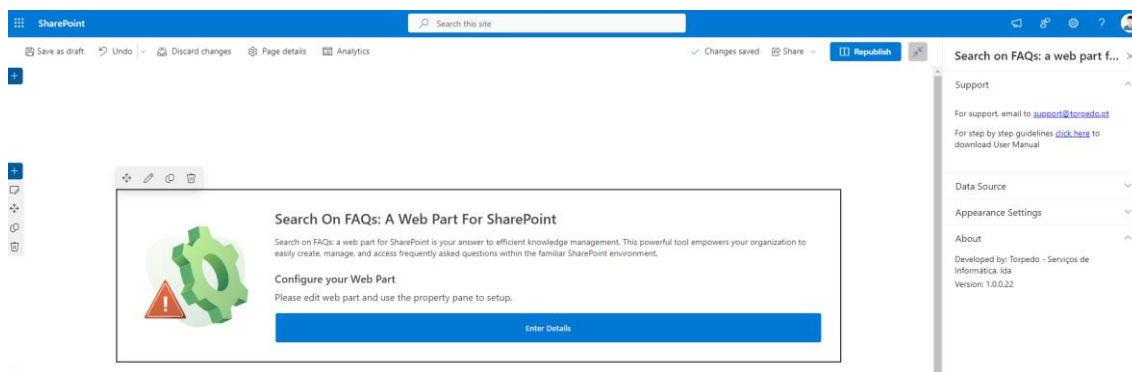 SharePoint
Search this site
Save as draft Undo Discard changes Page details Analytics
Changes saved Share Republish
Search on FAQs: a web part f...
Support
For support, email to support@torpedo.pt
For step by step guidelines click here to
download User Manual
Data Source
Appearance Settings
About
Developed by: Torpedo - Serviços de
Informática, lda
Version: 1.0.0.22
Search On FAQs: A Web Part For SharePoint
Search on FAQs: a web part for SharePoint is your answer to efficient knowledge management. This powerful tool empowers your organization to
easily create, manage, and access frequently asked questions within the familiar SharePoint environment.
Configure your Web Part
Please edit web part and use the property pane to setup.
Enter Details